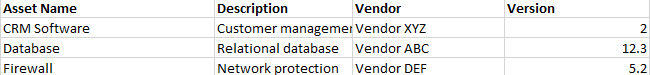 Asset Name Description Vendor Version
CRM Software Customer managemer Vendor XYZ 2
Database Relational database Vendor ABC 12.3
Firewall Network protection Vendor DEF 5.2